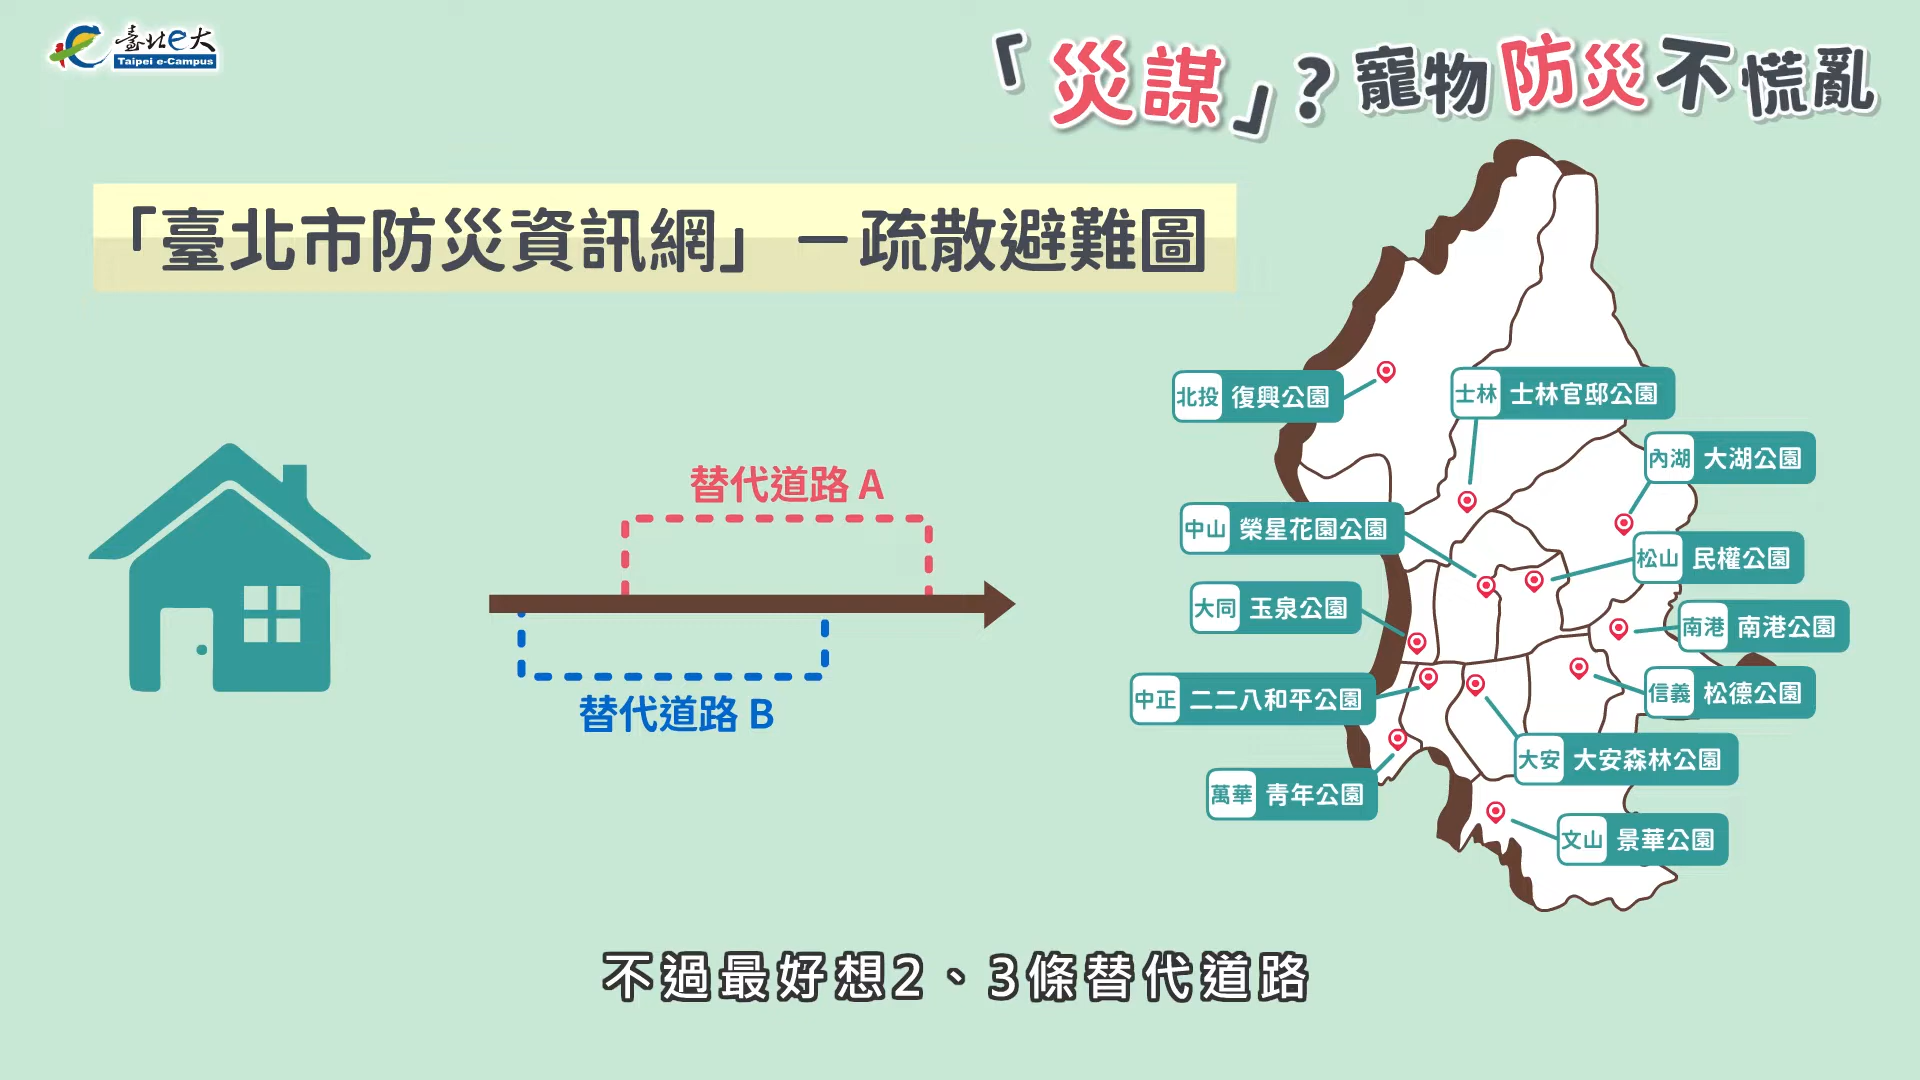 臺北e大
Taipei e-Campus
「災謀」?寵物防災不慌亂
「臺北市防災資訊網」－疏散避難圖
替代道路 A
替代道路 B
北投 復興公園
士林 士林官邸公園
內湖 大湖公園
中山 榮星花園公園
松山 民權公園
大同 玉泉公園
南港 南港公園
中正 二二八和平公園
信義 松德公園
大安 大安森林公園
萬華 青年公園
文山 景華公園
不過最好想2、3條替代道路